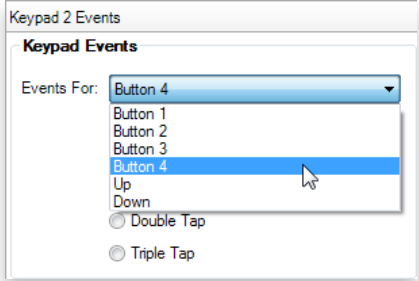 Keypad 2 Events
Keypad Events
Events For: Button 4
Button 1
Button 2
Button 3
Button 4
Up
Down
Double Tap
Triple Tap